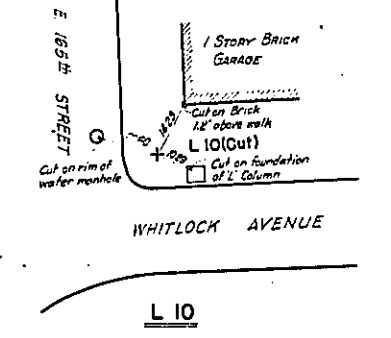 E. 165TH STREET
1 STORY BRICK
GARAGE
Cut on Brick
1.2' above walk
L 10 (Cut)
Cut on rim of
water manhole
Cut on foundation
of "L" Column
WHITLOCK AVENUE
L 10